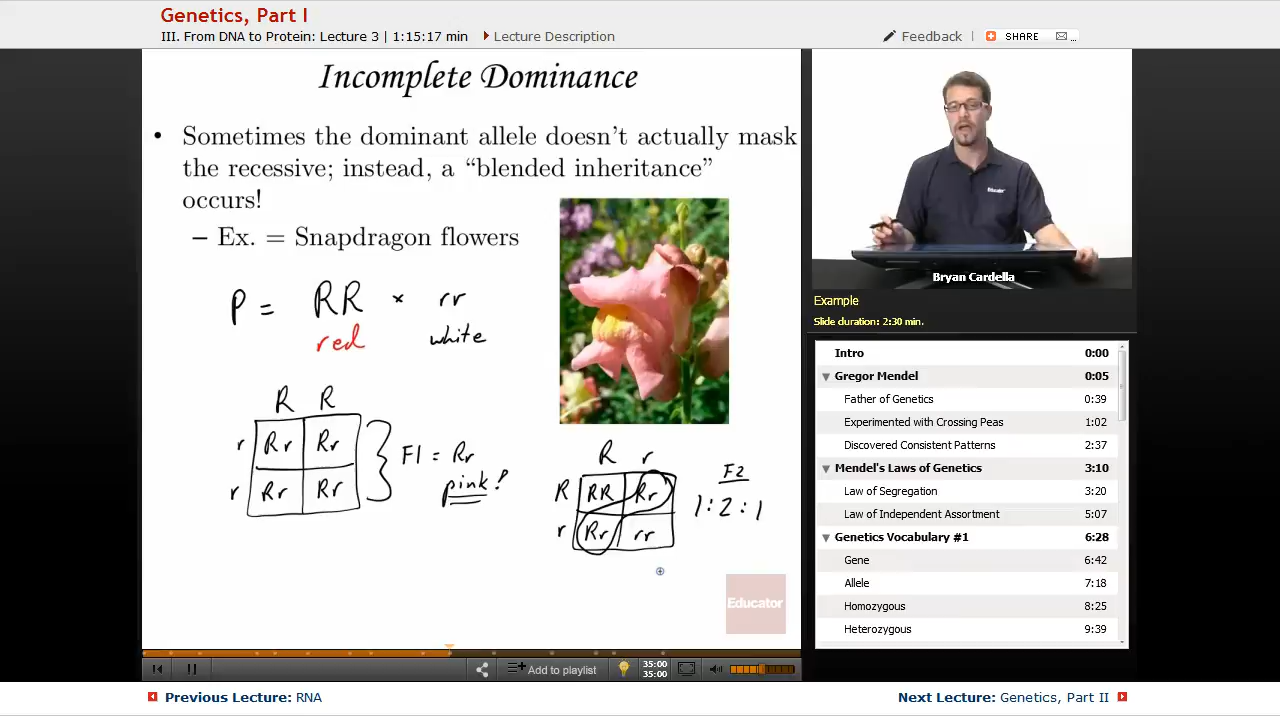 Genetics, Part I
III. From DNA to Protein: Lecture 3 | 1:15:17 min
Lecture Description
Feedback
SHARE
Incomplete Dominance
• Sometimes the dominant allele doesn't actually mask
the recessive; instead, a “blended inheritance”
occurs!
– Ex. = Snapdragon flowers
P = RR × rr
red white
R R
r Rr Rr
r Rr Rr
F1 = Rr
pink!
R r
R RR Rr
r Rr rr
F2
1:2:1
Educator
Educator
Bryan Cardella
Example
Slide duration: 2:30 min.
Intro 0:00
Gregor Mendel 0:05
Father of Genetics 0:39
Experimented with Crossing Peas 1:02
Discovered Consistent Patterns 2:37
Mendel's Laws of Genetics 3:10
Law of Segregation 3:20
Law of Independent Assortment 5:07
Genetics Vocabulary #1 6:28
Gene 6:42
Allele 7:18
Homozygous 8:25
Heterozygous 9:39
Add to playlist
35:00
35:00
Previous Lecture: RNA
Next Lecture: Genetics, Part II